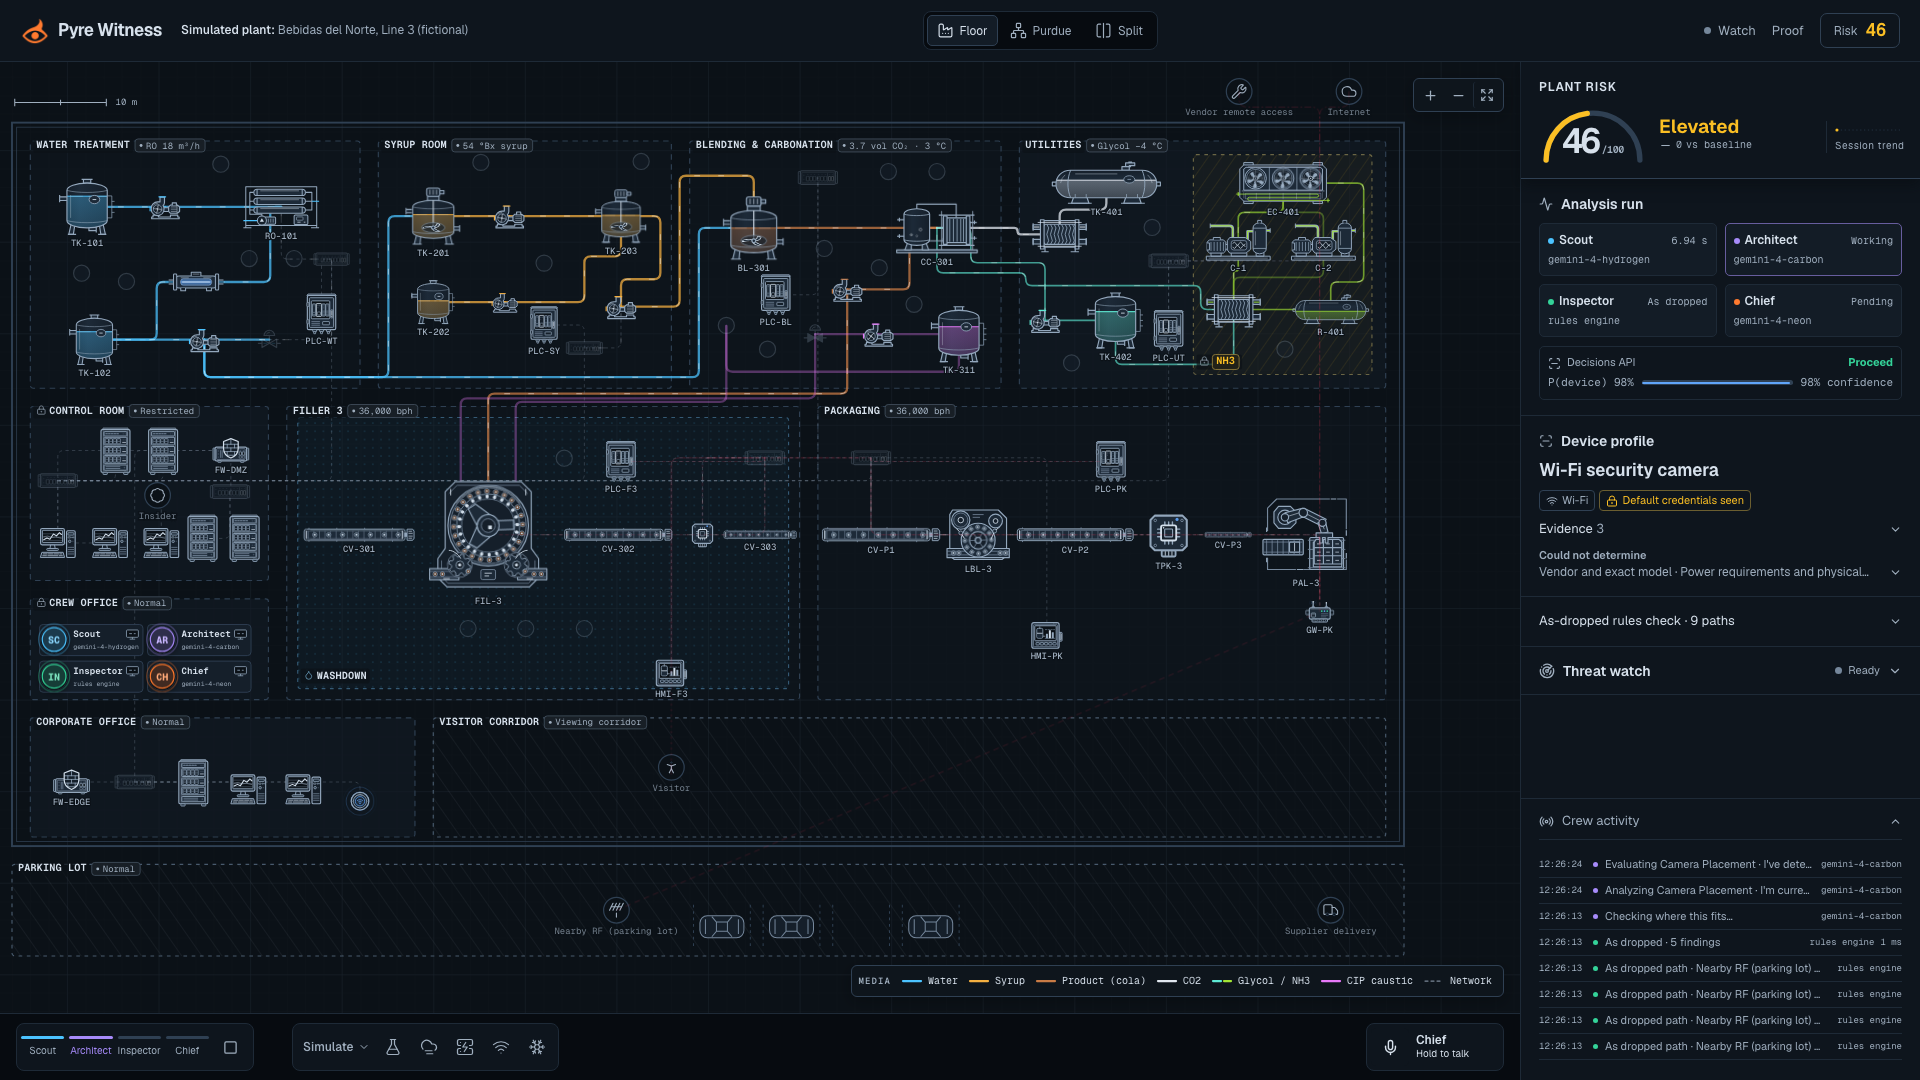 Pyre Witness
Simulated plant: Bebidas del Norte, Line 3 (fictional)
Floor
Purdue
Split
Watch
Proof
Risk 46
10 m
Vendor remote access
Internet
WATER TREATMENT
RO 18 m³/h
SYRUP ROOM
54 °Bx syrup
BLENDING & CARBONATION
3.7 vol CO₂ · 3 °C
UTILITIES
Glycol −4 °C
TK-101
RO-101
TK-201
TK-203
BL-301
CC-301
TK-401
EC-401
C-1
C-2
TK-102
PLC-WT
TK-202
PLC-SY
PLC-BL
TK-311
TK-402
PLC-UT
R-401
NH3
CONTROL ROOM
Restricted
FILLER 3
36,000 bph
PACKAGING
36,000 bph
FW-DMZ
Insider
PLC-F3
PLC-PK
CV-301
CV-302
CV-303
CV-P1
LBL-3
CV-P2
TPK-3
CV-P3
PAL-3
FIL-3
GW-PK
HMI-PK
HMI-F3
WASHDOWN
CREW OFFICE
Normal
SC
Scout
gemini-4-hydrogen
AR
Architect
gemini-4-carbon
IN
Inspector
rules engine
CH
Chief
gemini-4-neon
CORPORATE OFFICE
Normal
FW-EDGE
VISITOR CORRIDOR
Viewing corridor
Visitor
PARKING LOT
Normal
Nearby RF (parking lot)
Supplier delivery
MEDIA
Water
Syrup
Product (cola)
CO2
Glycol / NH3
CIP caustic
Network
Scout
Architect
Inspector
Chief
Simulate
Chief
Hold to talk
PLANT RISK
46/100
Elevated
— 0 vs baseline
Session trend
Analysis run
Scout 6.94 s
gemini-4-hydrogen
Architect Working
gemini-4-carbon
Inspector As dropped
rules engine
Chief Pending
gemini-4-neon
Decisions API Proceed
P(device) 98% 98% confidence
Device profile
Wi-Fi security camera
Wi-Fi
Default credentials seen
Evidence 3
Could not determine
Vendor and exact model · Power requirements and physical...
As-dropped rules check · 9 paths
Threat watch
Ready
Crew activity
12:26:24 Evaluating Camera Placement · I've dete... gemini-4-carbon
12:26:24 Analyzing Camera Placement · I'm curre... gemini-4-carbon
12:26:13 Checking where this fits... gemini-4-carbon
12:26:13 As dropped · 5 findings rules engine 1 ms
12:26:13 As dropped path · Nearby RF (parking lot) ... rules engine
12:26:13 As dropped path · Nearby RF (parking lot) ... rules engine
12:26:13 As dropped path · Nearby RF (parking lot) ... rules engine
12:26:13 As dropped path · Nearby RF (parking lot) ... rules engine